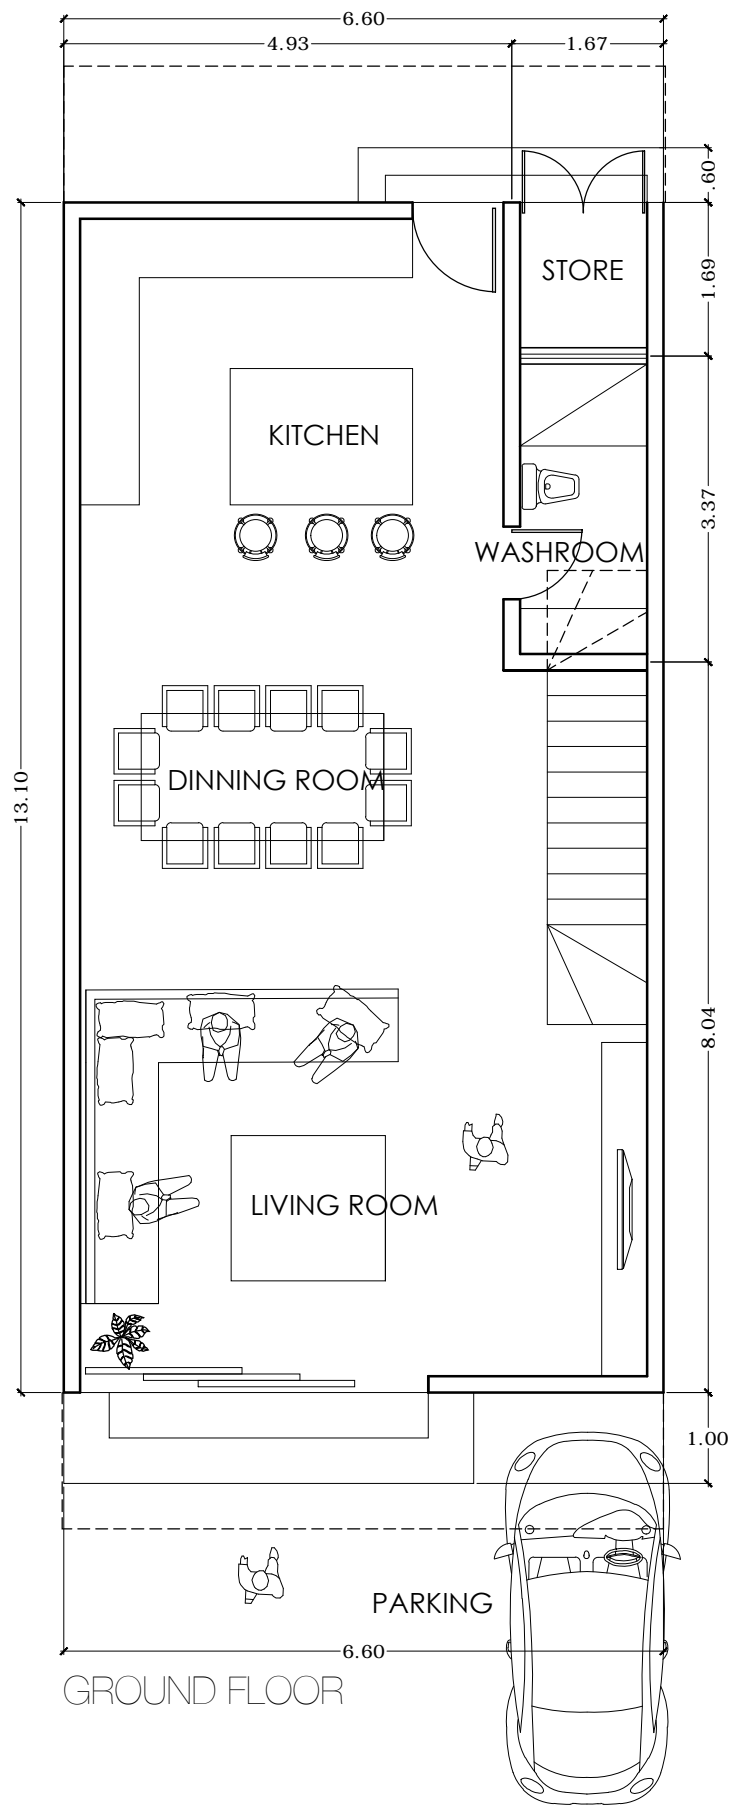 6.60
4.93
1.67
.60
STORE
1.69
KITCHEN
3.37
WASHROOM
DINNING ROOM
13.10
8.04
LIVING ROOM
1.00
PARKING
6.60
GROUND FLOOR